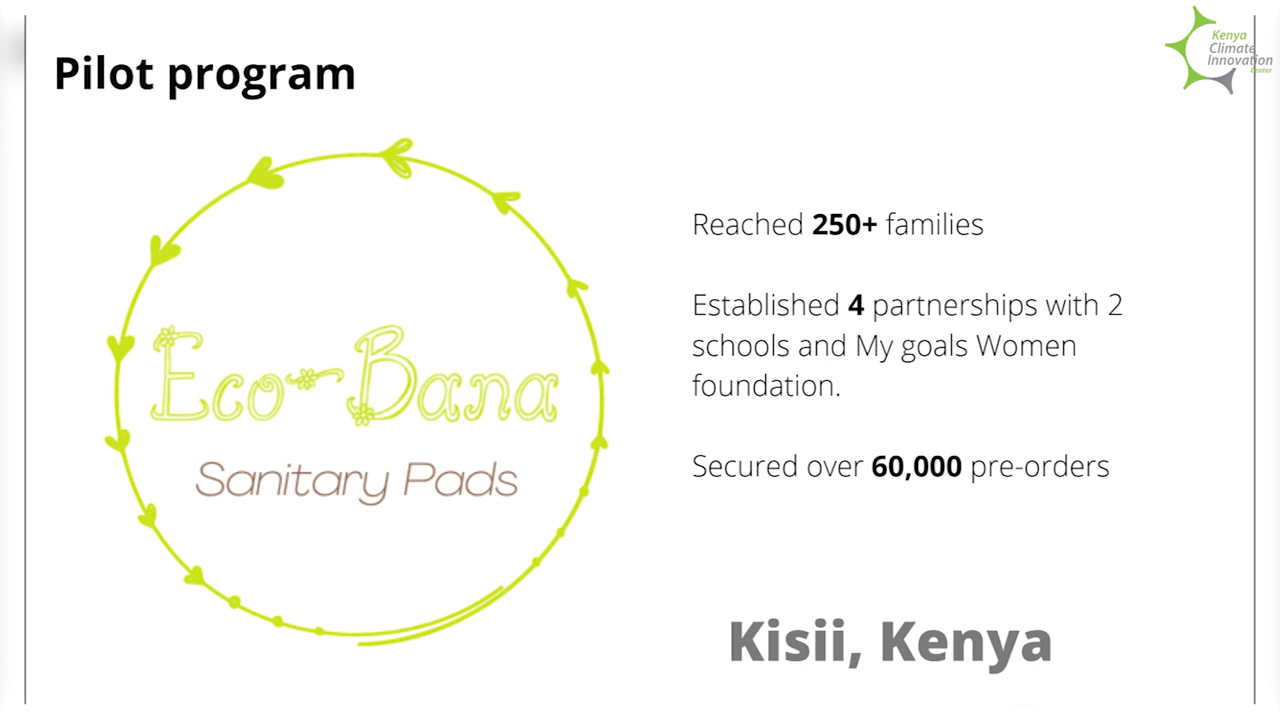 Pilot program
Kenya
Climate
Innovation
Center
Eco-Bana
Sanitary Pads
Reached 250+ families
Established 4 partnerships with 2
schools and My goals Women
foundation.
Secured over 60,000 pre-orders
Kisii, Kenya